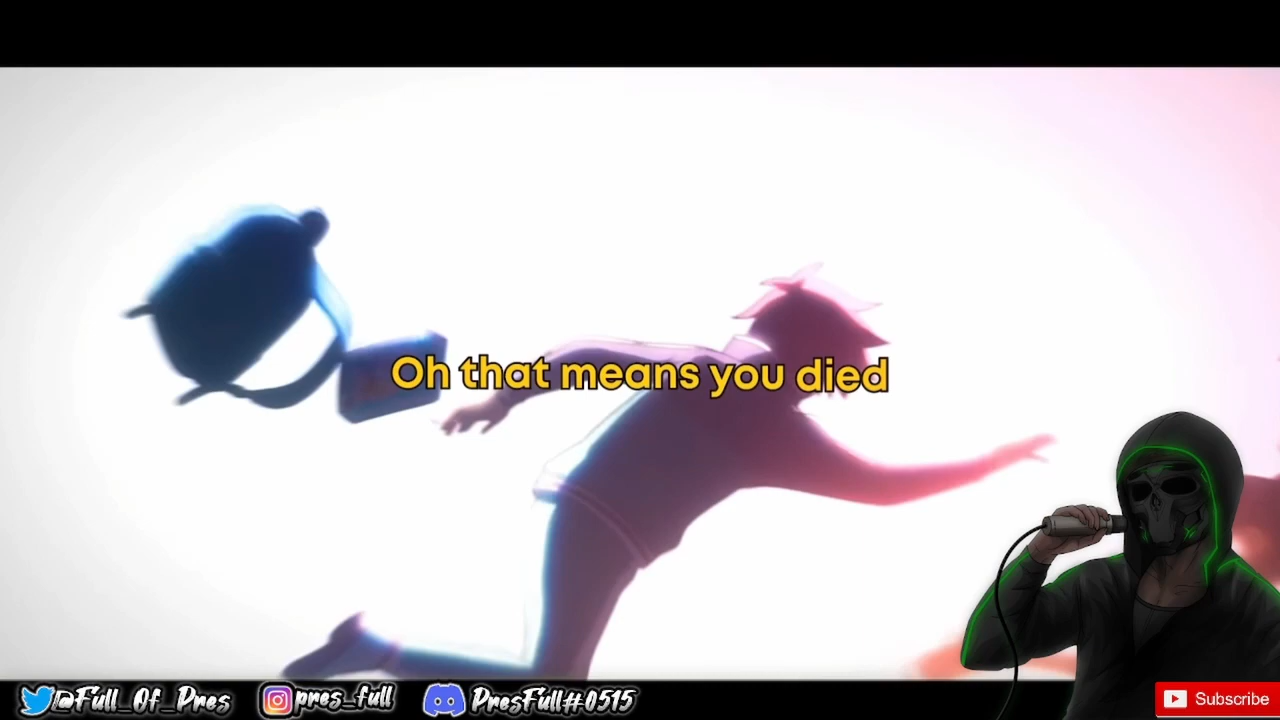 Oh that means you died
@Full_Of_Pres
pres_full
PresFull#0515
Subscribe